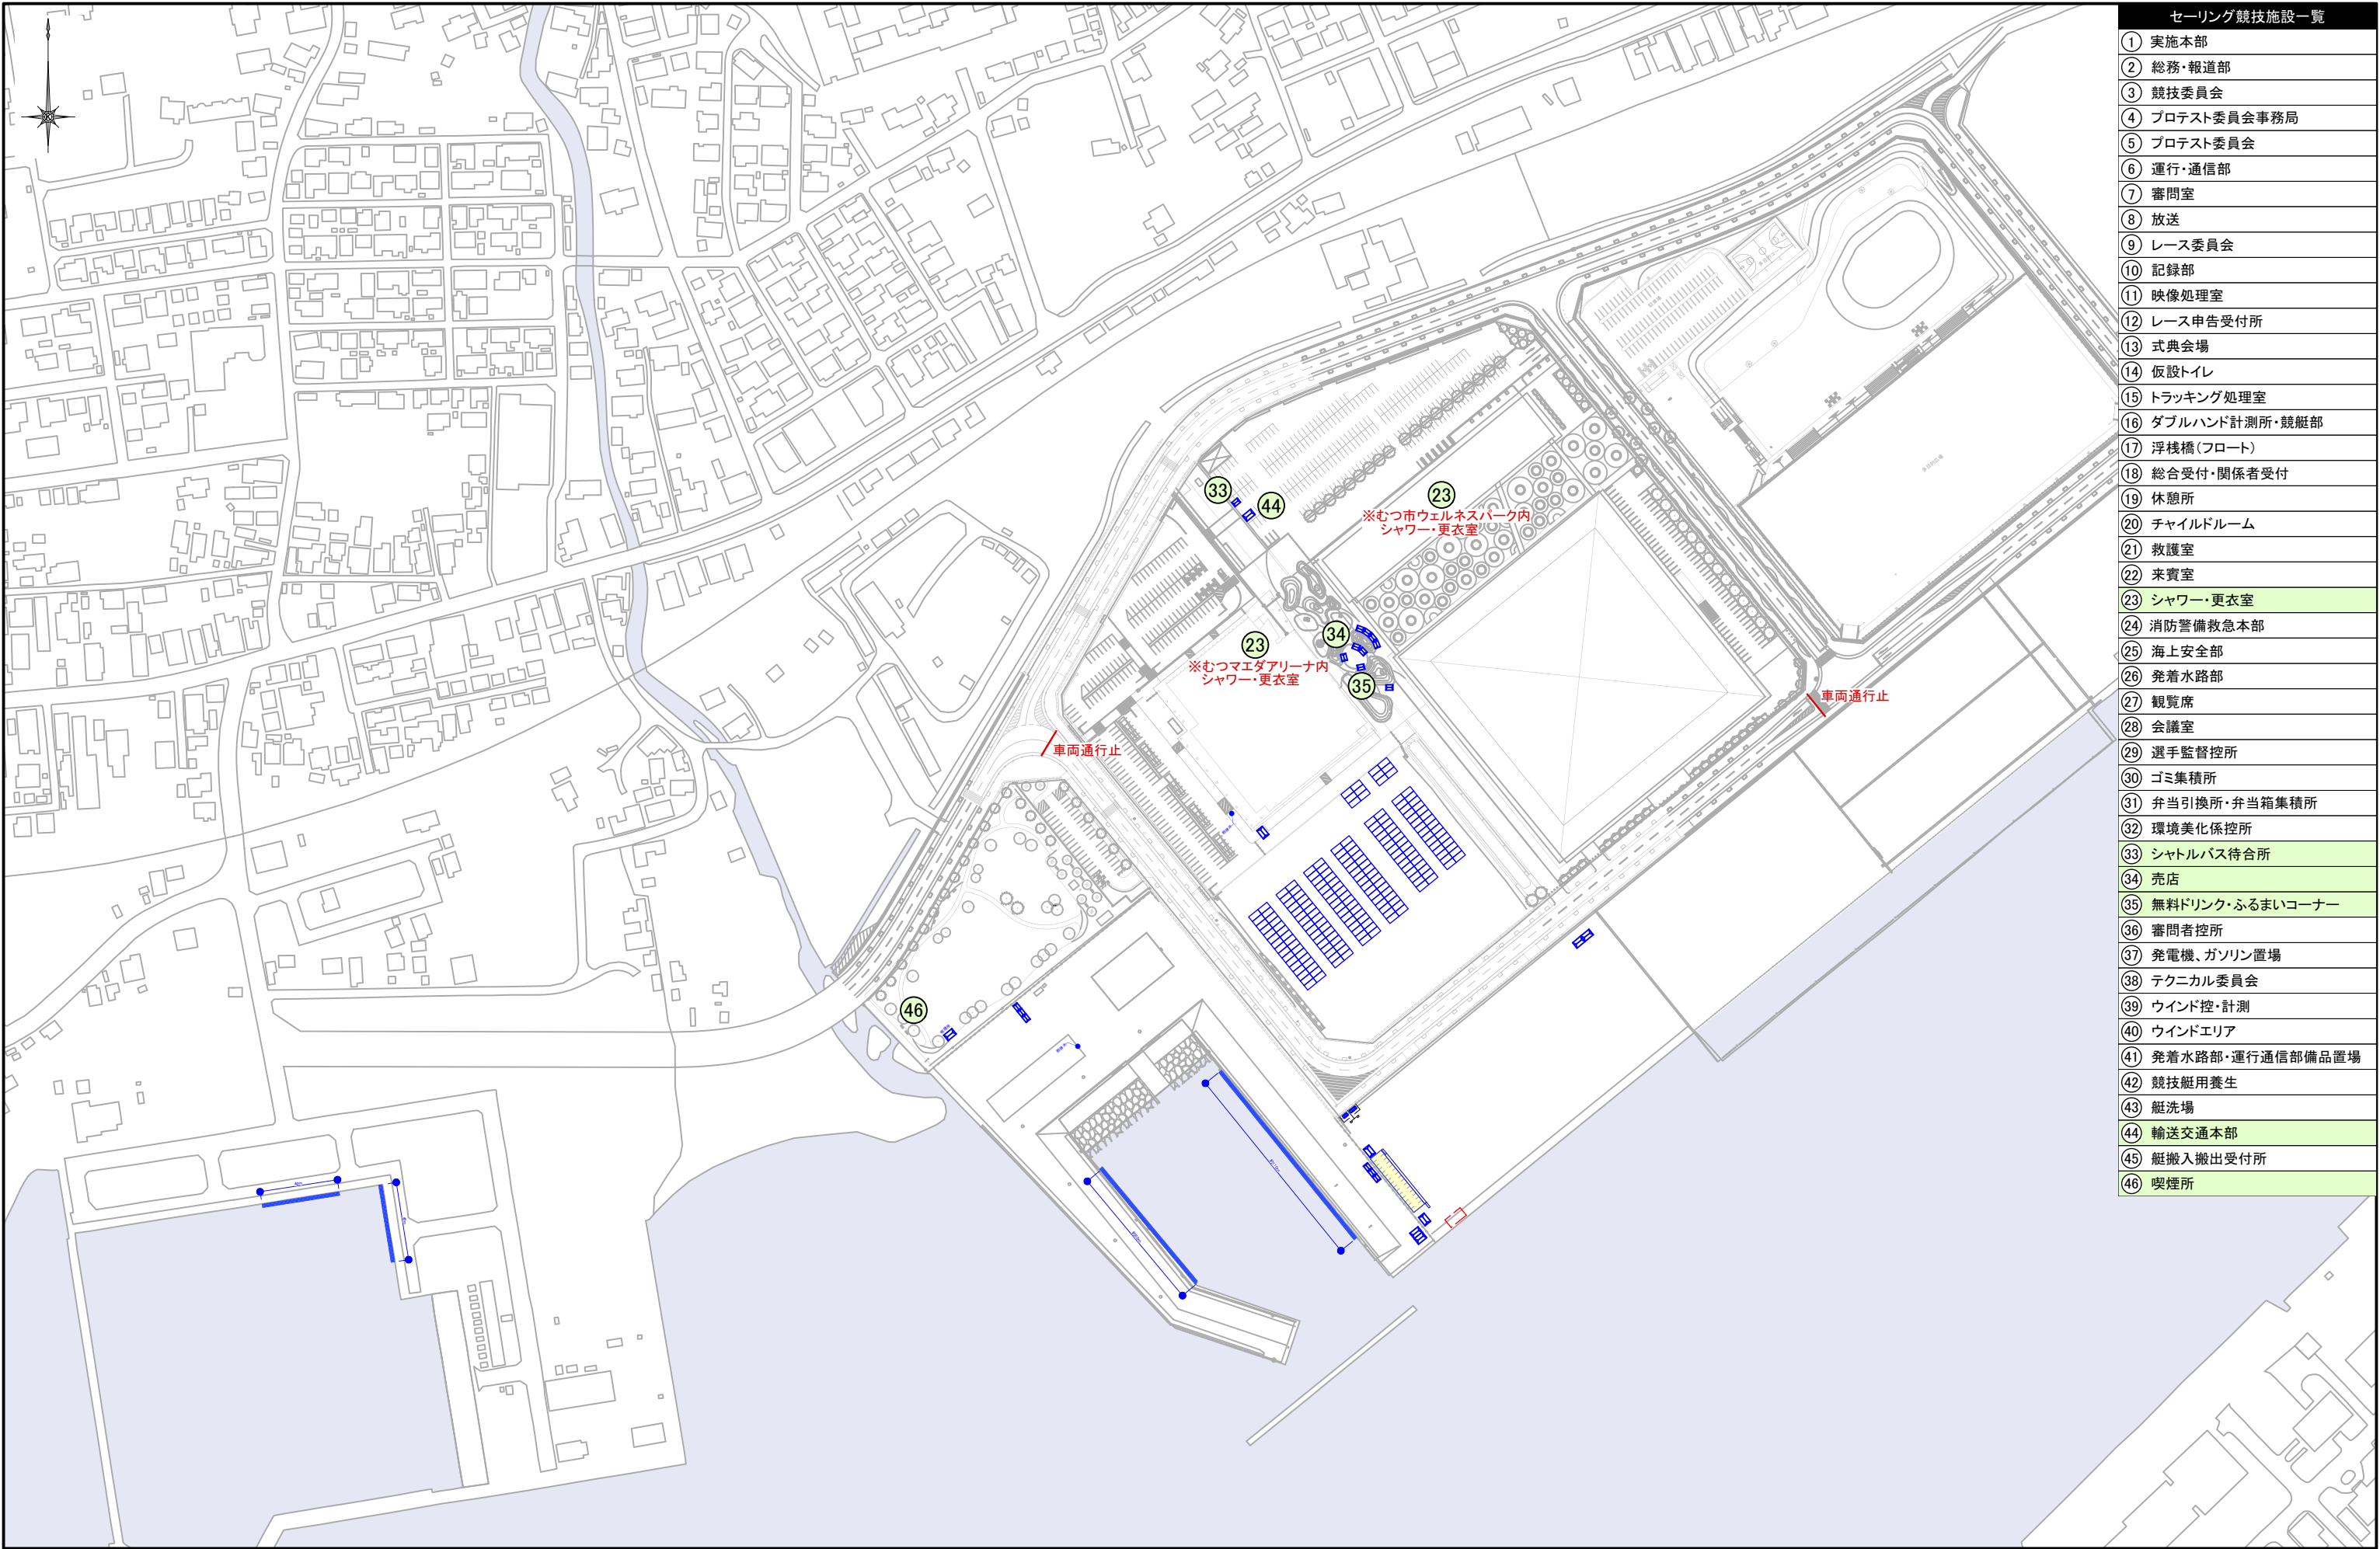 セーリング競技施設一覧
① 実施本部
② 総務・報道部
③ 競技委員会
④ プロテスト委員会事務局
⑤ プロテスト委員会
⑥ 運行・通信部
⑦ 審問室
⑧ 放送
⑨ レース委員会
⑩ 記録部
⑪ 映像処理室
⑫ レース申告受付所
⑬ 式典会場
⑭ 仮設トイレ
⑮ トラッキング処理室
⑯ ダブルハンド計測所・競艇部
⑰ 浮桟橋(フロート)
⑱ 総合受付・関係者受付
⑲ 休憩所
⑳ チャイルドルーム
㉑ 救護室
㉒ 来賓室
㉓ シャワー・更衣室
㉔ 消防警備救急本部
㉕ 海上安全部
㉖ 発着水路部
㉗ 観覧席
㉘ 会議室
㉙ 選手監督控所
㉚ ゴミ集積所
㉛ 弁当引換所・弁当箱集積所
㉜ 環境美化係控所
㉝ シャトルバス待合所
㉞ 売店
㉟ 無料ドリンク・ふるまいコーナー
㊱ 審問者控所
㊲ 発電機、ガソリン置場
㊳ テクニカル委員会
㊴ ウインド控・計測
㊵ ウインドエリア
㊶ 発着水路部・運行通信部備品置場
㊷ 競技艇用養生
㊸ 艇洗場
㊹ 輸送交通本部
㊺ 艇搬入搬出受付所
㊻ 喫煙所
㉝
㊹
㉓
※むつ市ウェルネスパーク内
シャワー・更衣室
㉞
㉓
※むつマエダアリーナ内
シャワー・更衣室
㉟
車両通行止
車両通行止
㊻